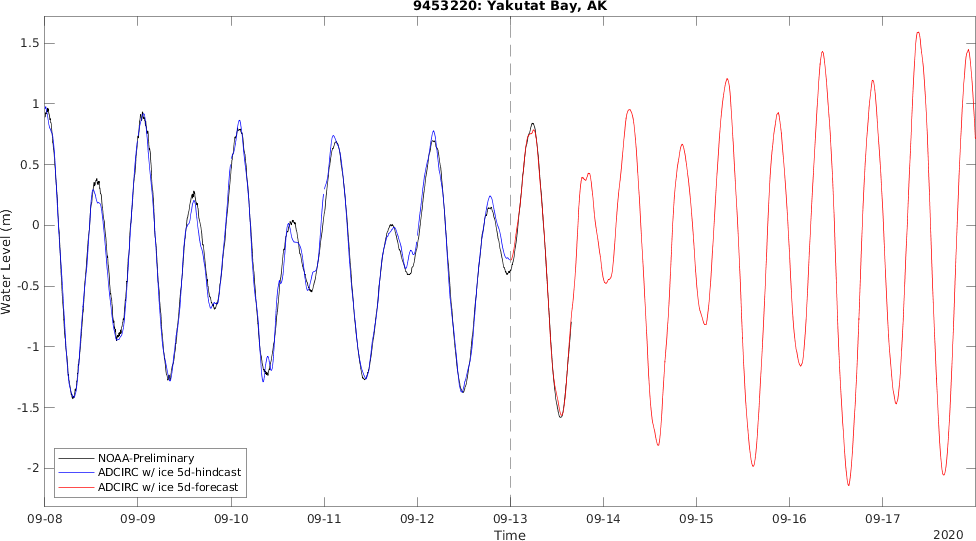 9453220: Yakutat Bay, AK
1.5
1
0.5
0
-0.5
-1
-1.5
-2
Water Level (m)
NOAA-Preliminary
ADCIRC w/ ice 5d-hindcast
ADCIRC w/ ice 5d-forecast
09-08 09-09 09-10 09-11 09-12 09-13 09-14 09-15 09-16 09-17
Time
2020